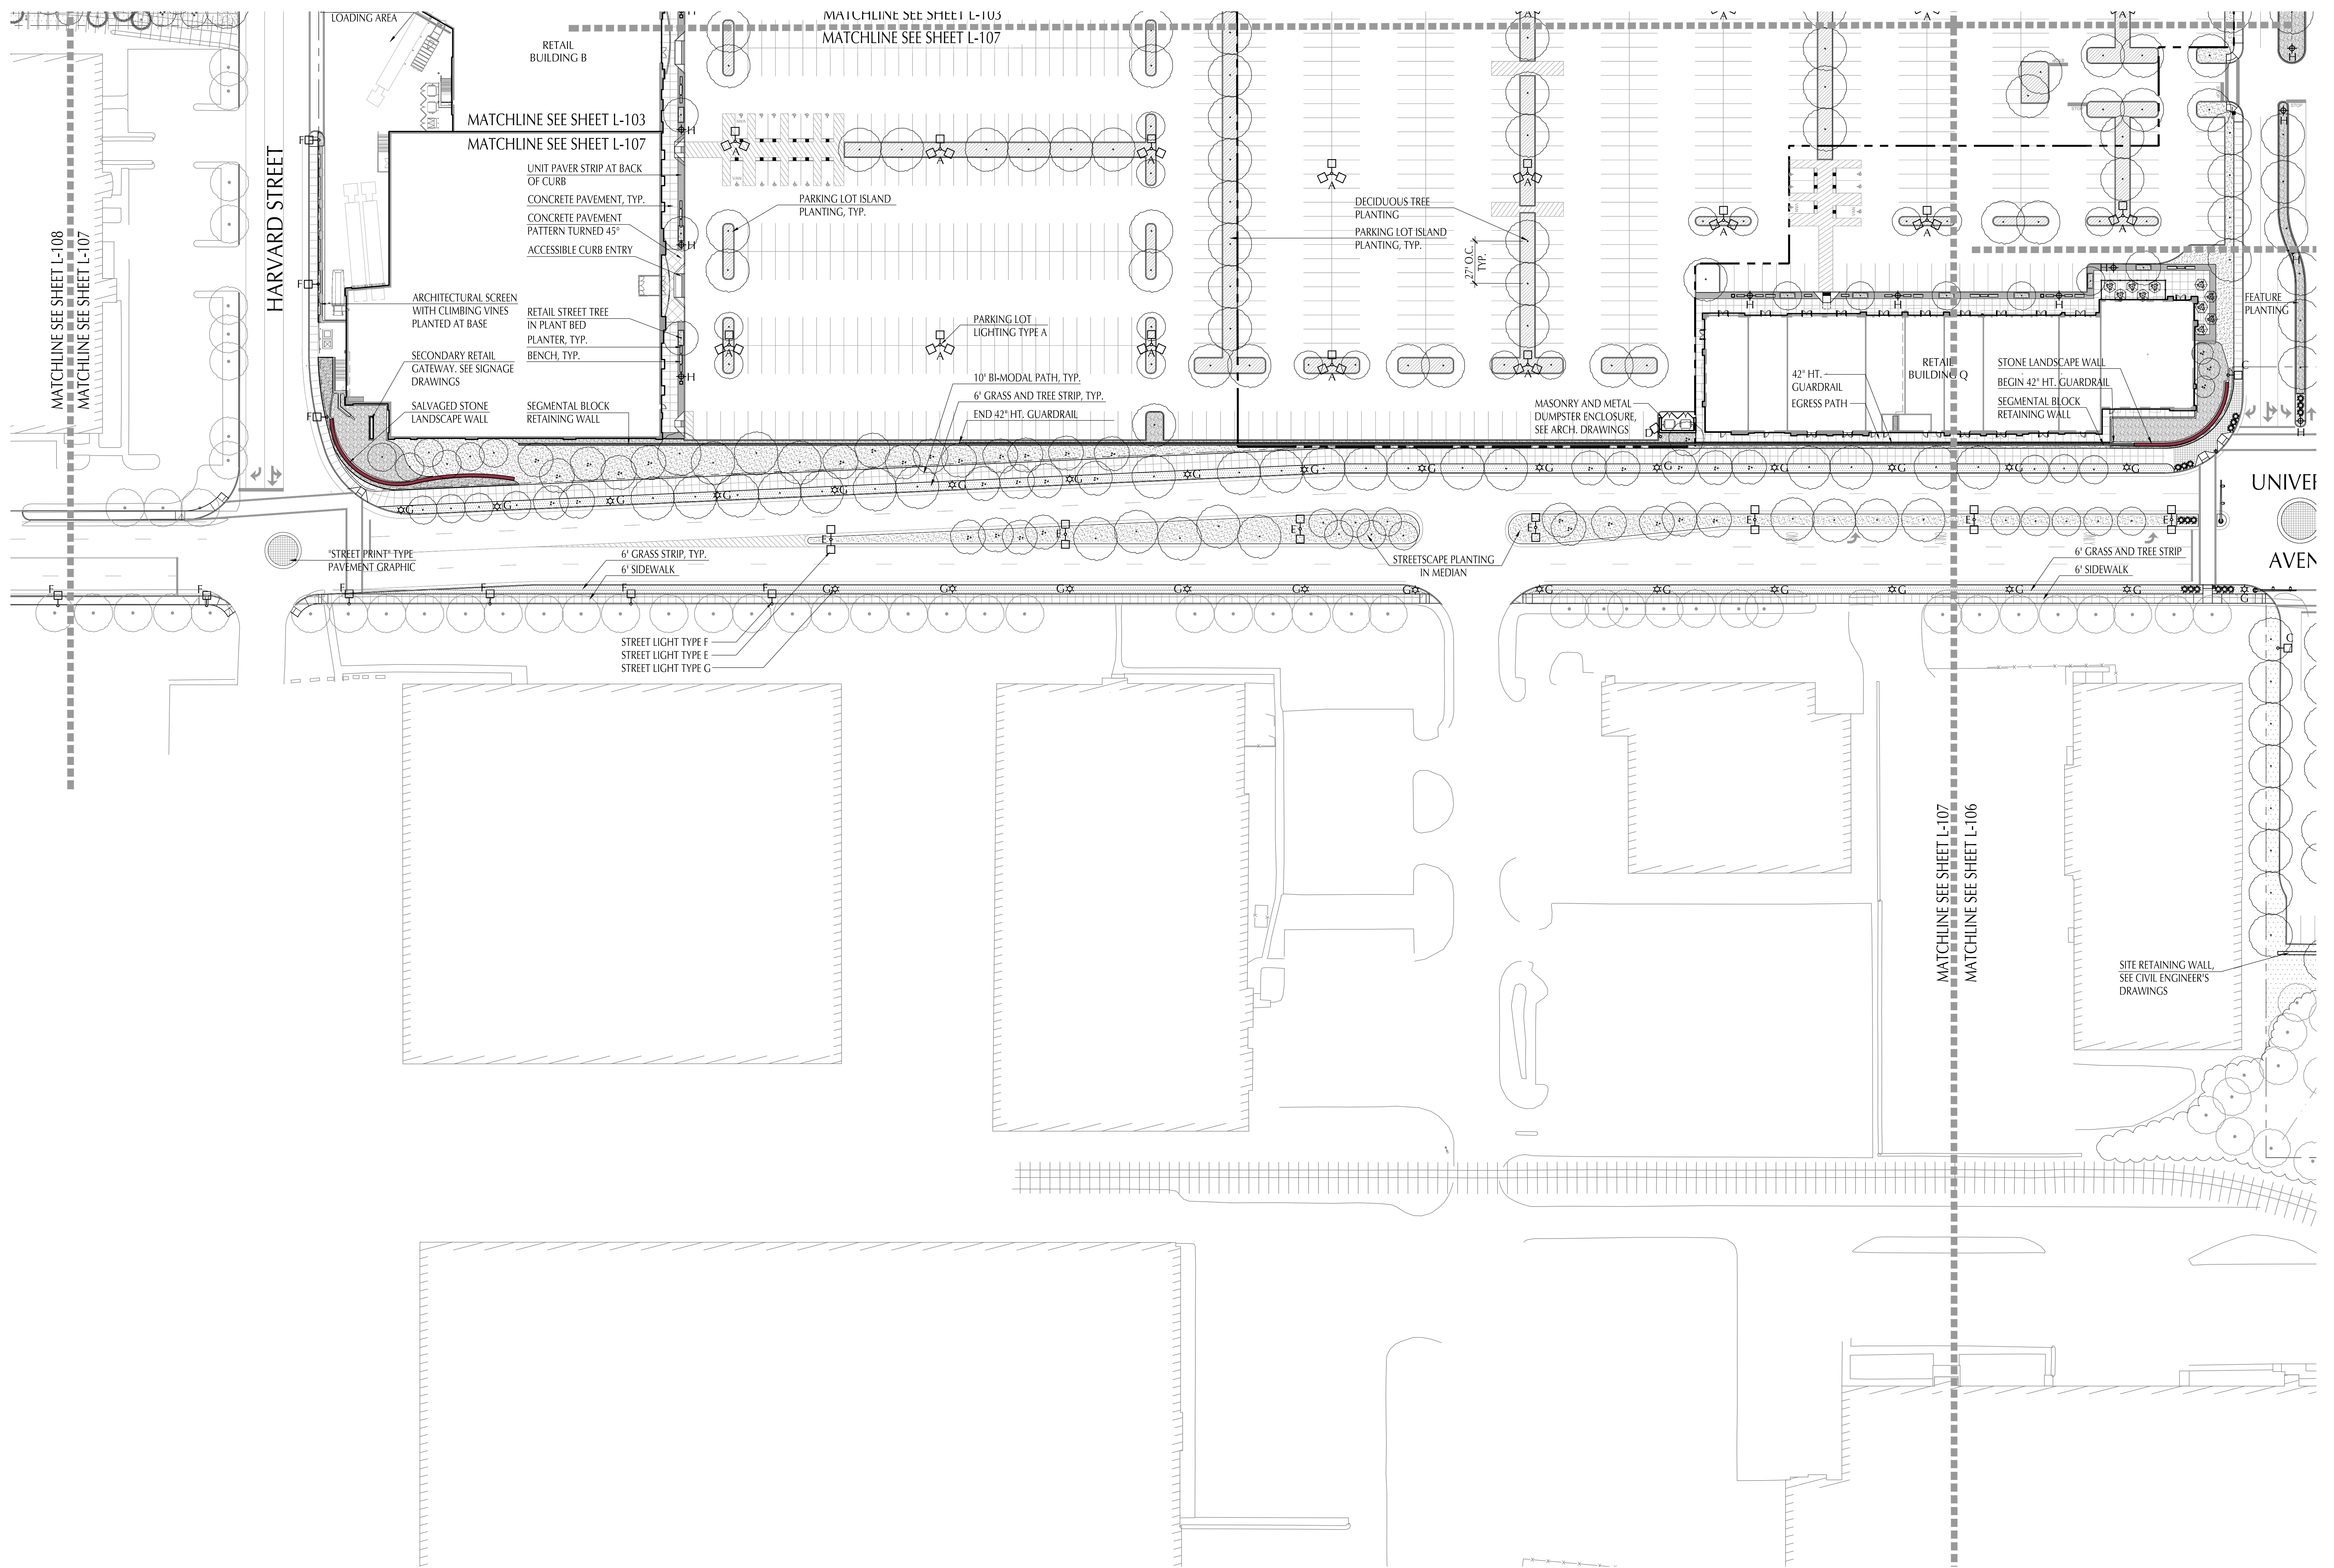 LOADING AREA
RETAIL
BUILDING B
MATCHLINE SEE SHEET L-103
MATCHLINE SEE SHEET L-107
MATCHLINE SEE SHEET L-103
MATCHLINE SEE SHEET L-107
MATCHLINE SEE SHEET L-108
MATCHLINE SEE SHEET L-107
HARVARD STREET
UNIT PAVER STRIP AT BACK
OF CURB
CONCRETE PAVEMENT, TYP.
CONCRETE PAVEMENT
PATTERN TURNED 45°
ACCESSIBLE CURB ENTRY
ARCHITECTURAL SCREEN
WITH CLIMBING VINES
PLANTED AT BASE
RETAIL STREET TREE
IN PLANT BED
PLANTER, TYP.
BENCH, TYP.
SECONDARY RETAIL
GATEWAY. SEE SIGNAGE
DRAWINGS
SALVAGED STONE
LANDSCAPE WALL
SEGMENTAL BLOCK
RETAINING WALL
PARKING LOT ISLAND
PLANTING, TYP.
PARKING LOT
LIGHTING TYPE A
10' BI-MODAL PATH, TYP.
6' GRASS AND TREE STRIP, TYP.
END 42" HT. GUARDRAIL
DECIDUOUS TREE
PLANTING
PARKING LOT ISLAND
PLANTING, TYP.
27' O.C.
TYP.
MASONRY AND METAL
DUMPSTER ENCLOSURE,
SEE ARCH. DRAWINGS
42" HT.
GUARDRAIL
EGRESS PATH
RETAIL
BUILDING Q
STONE LANDSCAPE WALL
BEGIN 42" HT. GUARDRAIL
SEGMENTAL BLOCK
RETAINING WALL
FEATURE
PLANTING
"STREET PRINT" TYPE
PAVEMENT GRAPHIC
6' GRASS STRIP, TYP.
6' SIDEWALK
STREETSCAPE PLANTING
IN MEDIAN
6' GRASS AND TREE STRIP
6' SIDEWALK
STREET LIGHT TYPE F
STREET LIGHT TYPE E
STREET LIGHT TYPE G
MATCHLINE SEE SHEET L-107
MATCHLINE SEE SHEET L-106
SITE RETAINING WALL,
SEE CIVIL ENGINEER'S
DRAWINGS